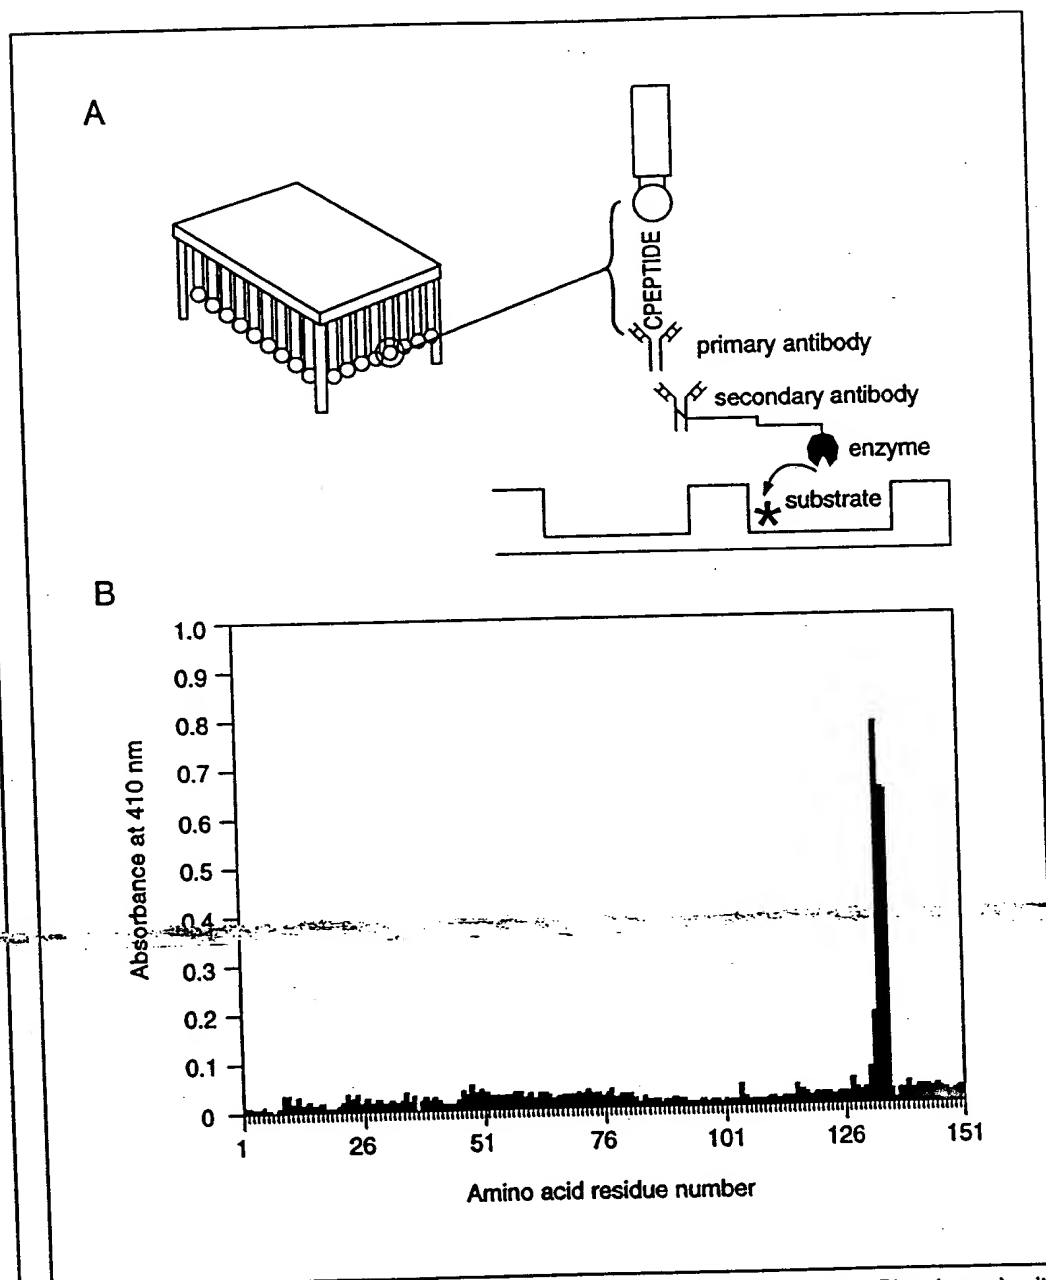 A
CPEPTIDE
primary antibody
secondary antibody
enzyme
substrate
B
1.0
0.9
0.8
0.7
0.6
0.5
0.4
0.3
0.2
0.1
0
Absorbance at 410 nm
1 26 51 76 101 126 151
Amino acid residue number